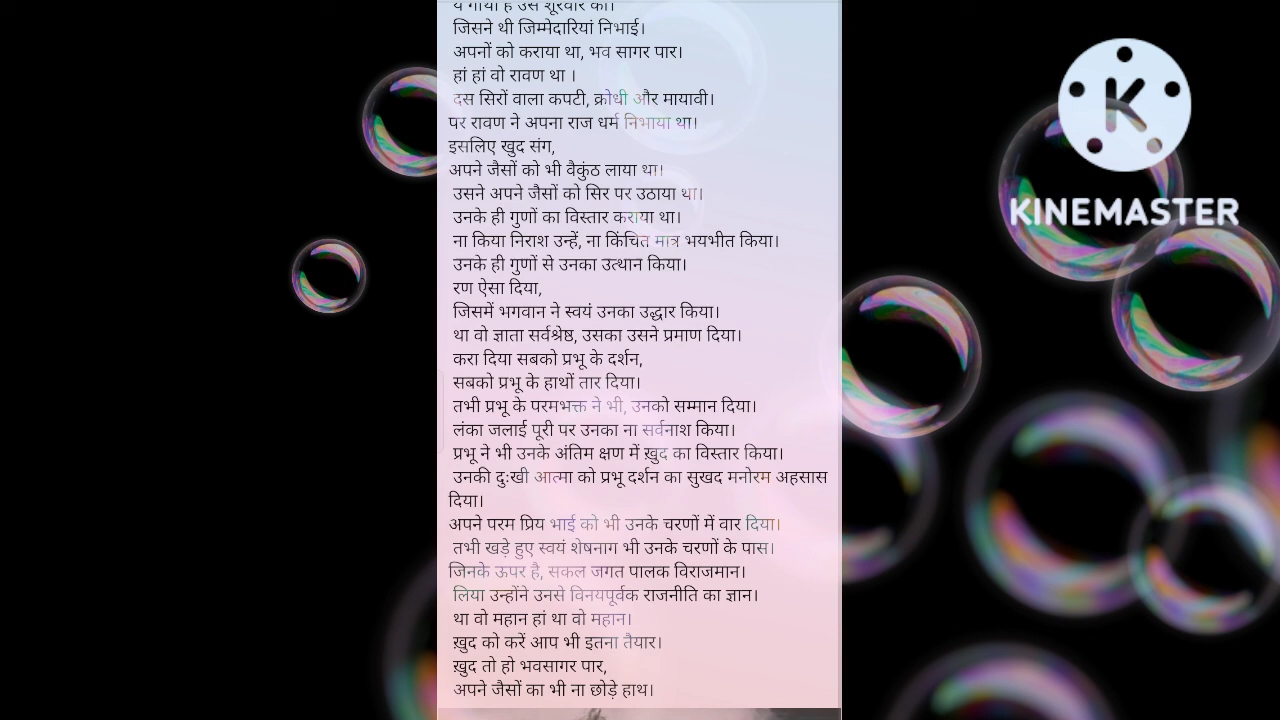 जिसने थी जिम्मेदारियां निभाई।
अपनों को कराया था, भव सागर पार।
हां हां वो रावण था ।
दस सिरों वाला कपटी, क्रोधी और मायावी।
पर रावण ने अपना राज धर्म निभाया था।
इसलिए खुद संग,
अपने जैसों को भी वैकुंठ लाया था।
उसने अपने जैसों को सिर पर उठाया था।
उनके ही गुणों का विस्तार कराया था।
ना किया निराश उन्हें, ना किंचित मात्र भयभीत किया।
उनके ही गुणों से उनका उत्थान किया।
रण ऐसा दिया,
जिसमें भगवान ने स्वयं उनका उद्धार किया।
था वो ज्ञाता सर्वश्रेष्ठ, उसका उसने प्रमाण दिया।
करा दिया सबको प्रभू के दर्शन,
सबको प्रभू के हाथों तार दिया।
तभी प्रभू के परमभक्त ने भी, उनको सम्मान दिया।
लंका जलाई पूरी पर उनका ना सर्वनाश किया।
प्रभू ने भी उनके अंतिम क्षण में ख़ुद का विस्तार किया।
उनकी दुःखी आत्मा को प्रभू दर्शन का सुखद मनोरम अहसास
दिया।
अपने परम प्रिय भाई को भी उनके चरणों में वार दिया।
तभी खड़े हुए स्वयं शेषनाग भी उनके चरणों के पास।
जिनके ऊपर है, सकल जगत पालक विराजमान।
लिया उन्होंने उनसे विनयपूर्वक राजनीति का ज्ञान।
था वो महान हां था वो महान।
ख़ुद को करें आप भी इतना तैयार।
ख़ुद तो हो भवसागर पार,
अपने जैसों का भी ना छोड़े हाथ।
KINEMASTER